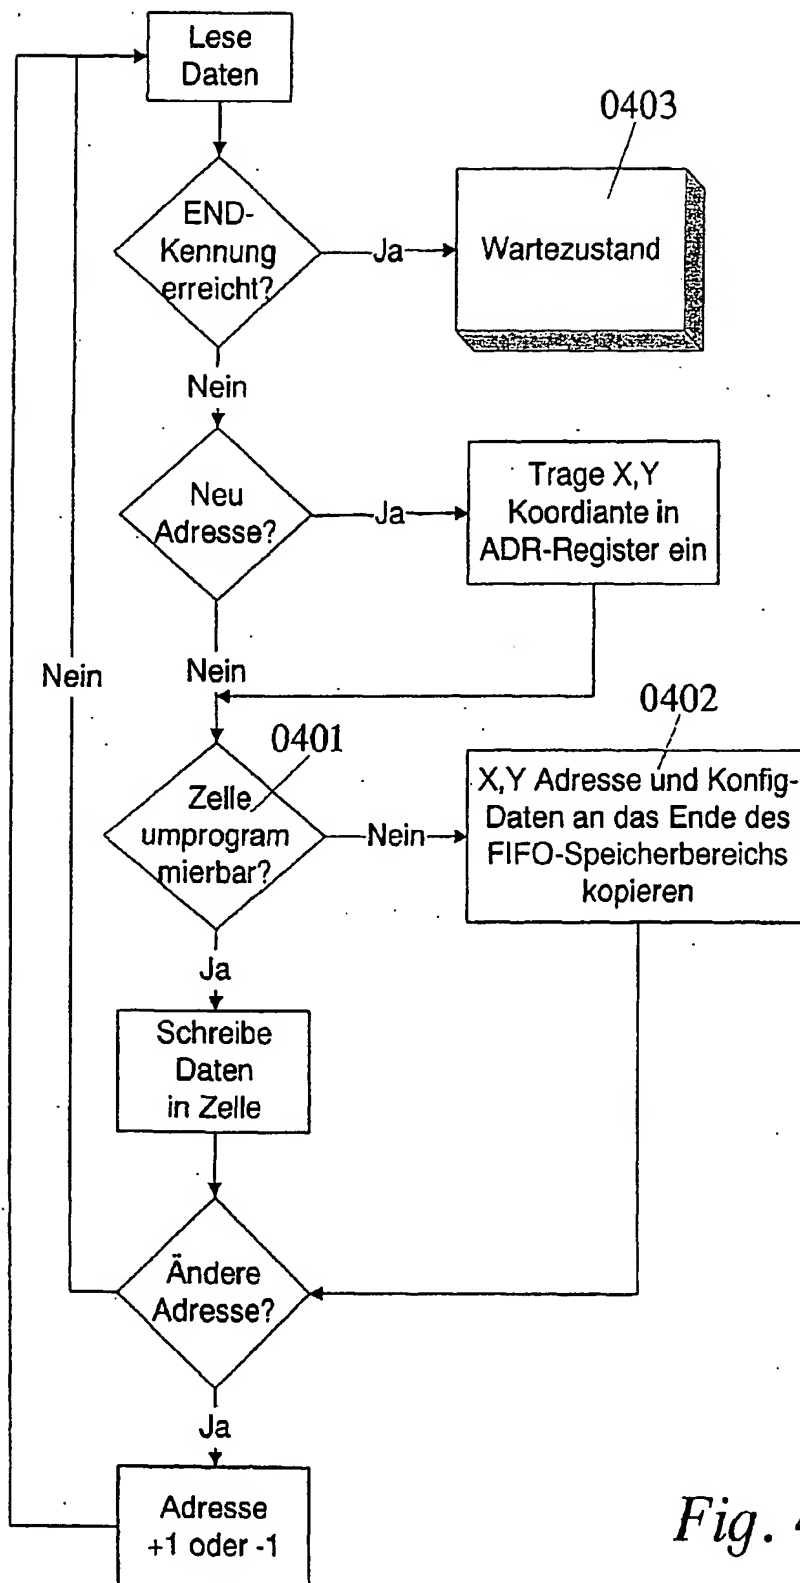 Lese
Daten
0403
END-
Kennung
erreicht?
Ja
Wartezustand
Nein
Neu
Adresse?
Ja
Trage X,Y
Koordiante in
ADR-Register ein
Nein
Nein
0401
0402
Zelle
umprogram
mierbar?
Nein
X,Y Adresse und Konfig-
Daten an das Ende des
FIFO-Speicherbereichs
kopieren
Ja
Schreibe
Daten
in Zelle
Ändere
Adresse?
Ja
Adresse
+1 oder -1
Fig. 4